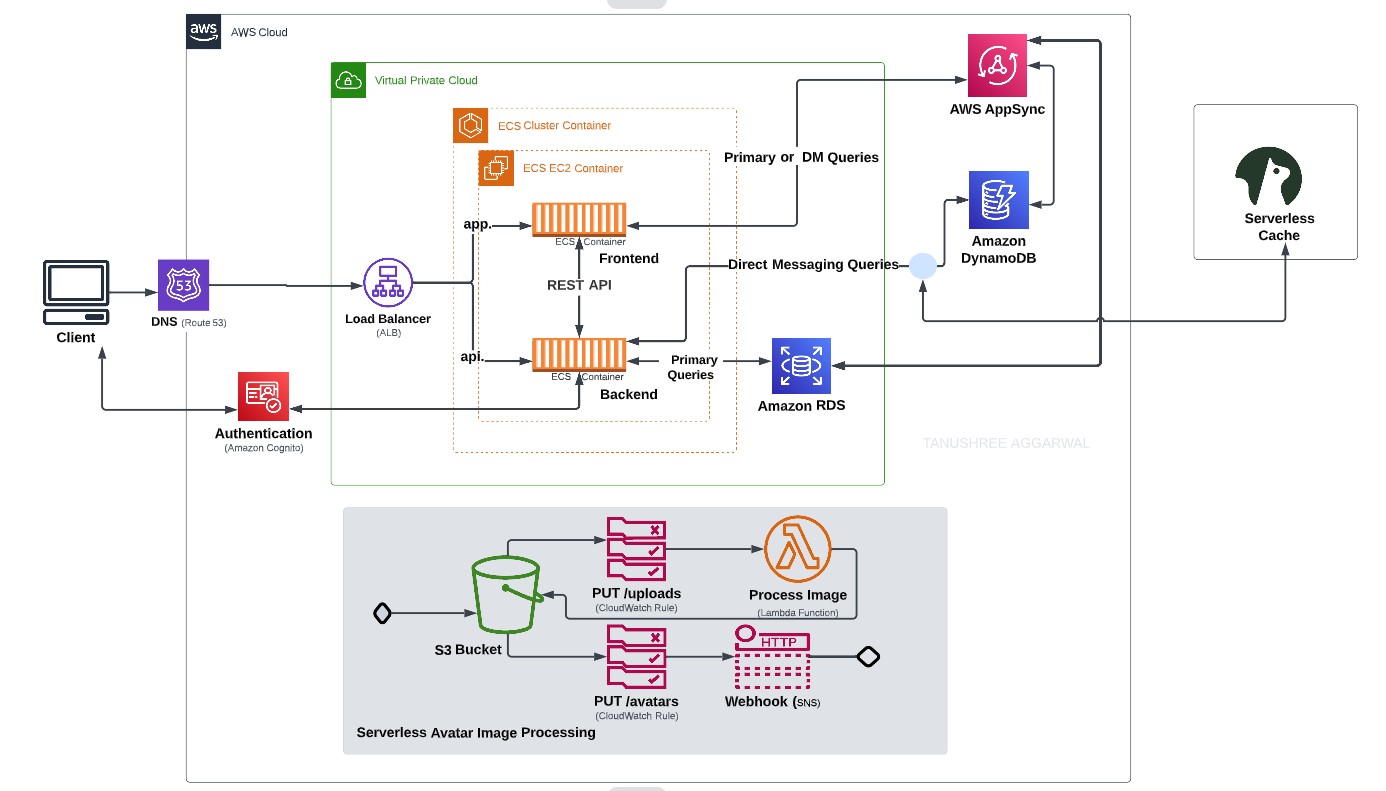 aws
AWS Cloud
Virtual Private Cloud
ECS Cluster Container
ECS EC2 Container
AWS AppSync
Primary or DM Queries
app.
ECS Container
Frontend
REST API
Direct Messaging Queries
Amazon
DynamoDB
Serverless
Cache
53
DNS (Route 53)
Client
Load Balancer
(ALB)
api.
ECS Container
Backend
Primary
Queries
Amazon RDS
Authentication
(Amazon Cognito)
TANUSHREE AGGARWAL
PUT /uploads
(CloudWatch Rule)
Process Image
(Lambda Function)
S3 Bucket
HTTP
PUT /avatars
(CloudWatch Rule)
Webhook (SNS)
Serverless Avatar Image Processing